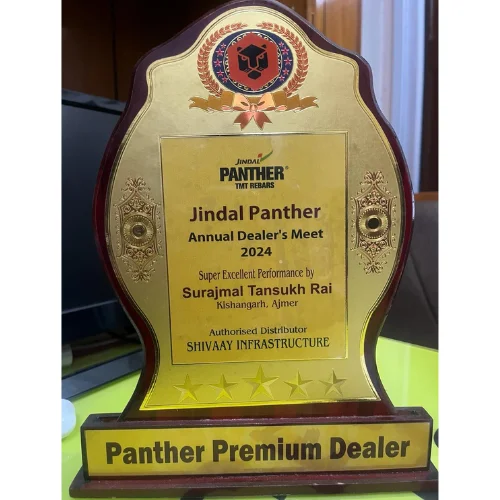 JINDAL
PANTHER®
TMT REBARS
Jindal Panther
Annual Dealer's Meet
2024
Super Excellent Performance by
Surajmal Tansukh Rai
Kishangarh, Ajmer
Authorised Distributor
SHIVAAY INFRASTRUCTURE
Panther Premium Dealer